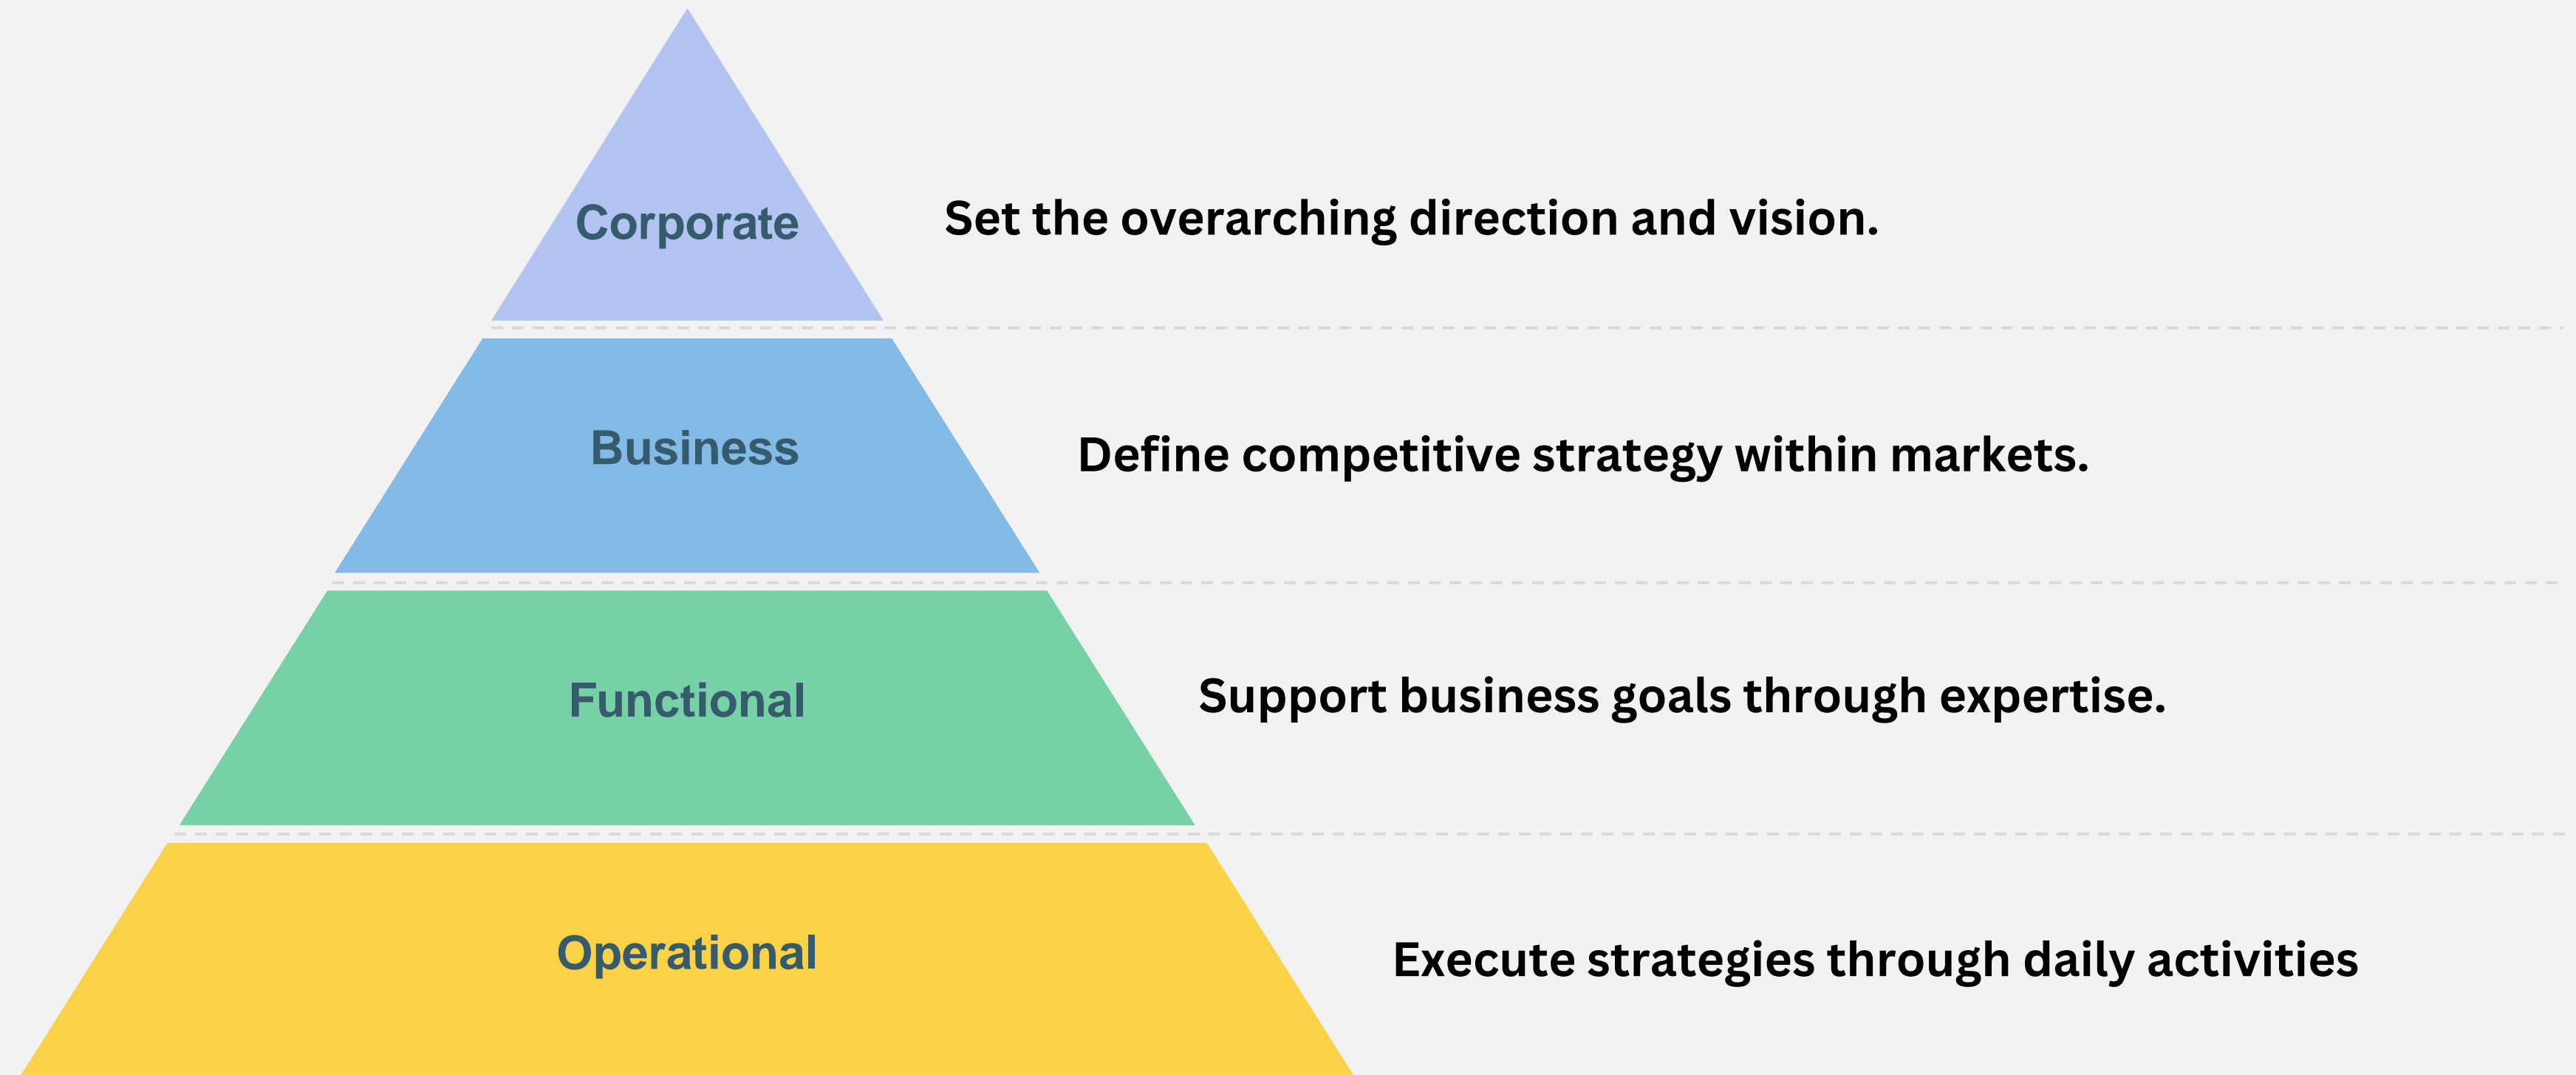 Corporate
Set the overarching direction and vision.
Business
Define competitive strategy within markets.
Functional
Support business goals through expertise.
Operational
Execute strategies through daily activities